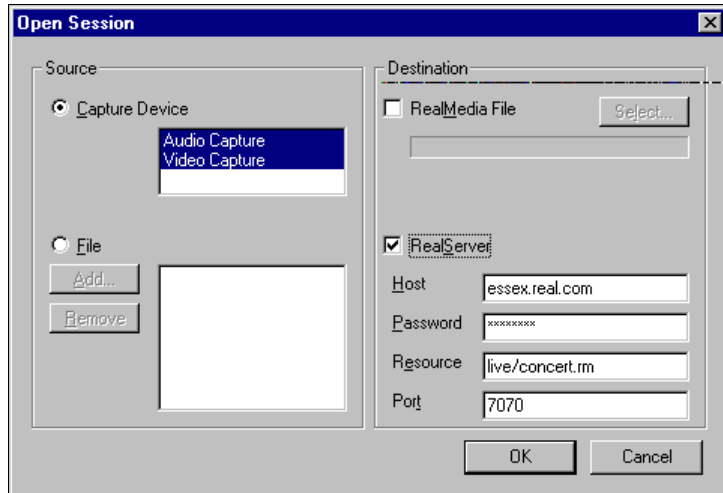 Open Session
Source
Capture Device
Audio Capture
Video Capture
File
Add...
Remove
Destination
RealMedia File
Select...
RealServer
Host
essex.real.com
Password
××××××××
Resource
live/concert.rm
Port
7070
OK
Cancel